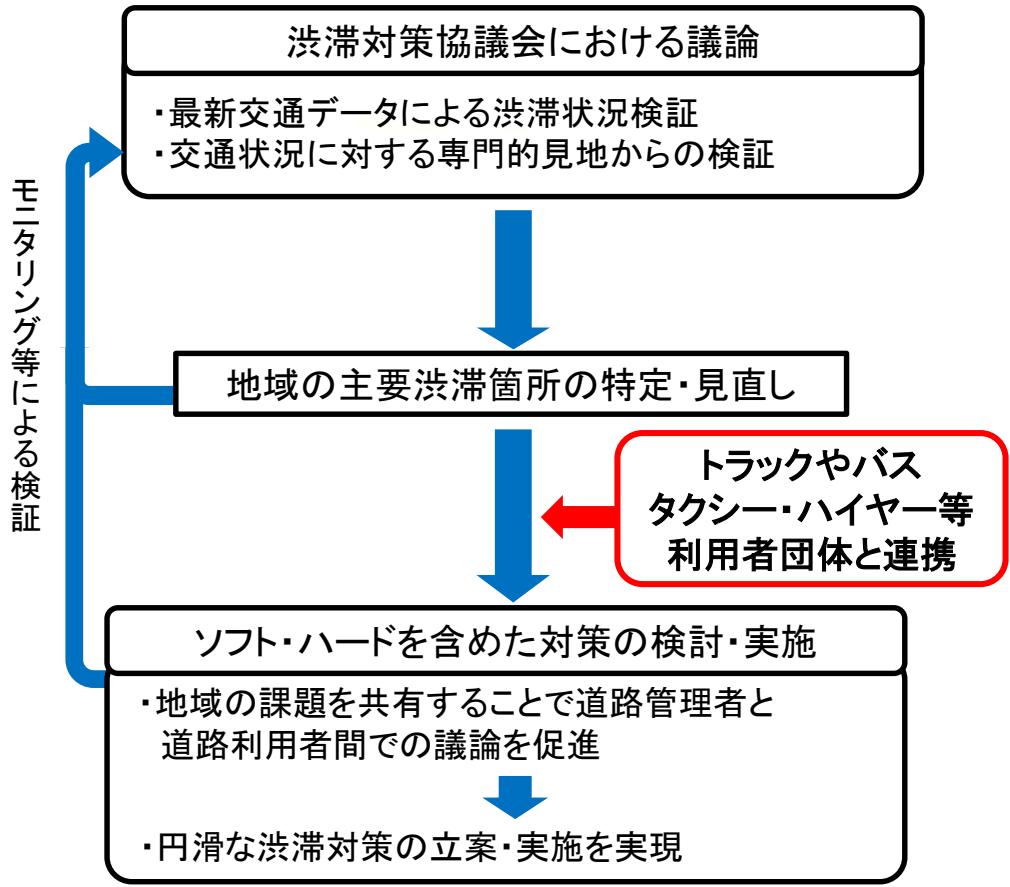 渋滞対策協議会における議論
・最新交通データによる渋滞状況検証
・交通状況に対する専門的見地からの検証
モニタリング等による検証
地域の主要渋滞箇所の特定・見直し
トラックやバス
タクシー・ハイヤー等
利用者団体と連携
ソフト・ハードを含めた対策の検討・実施
・地域の課題を共有することで道路管理者と
道路利用者間での議論を促進
・円滑な渋滞対策の立案・実施を実現